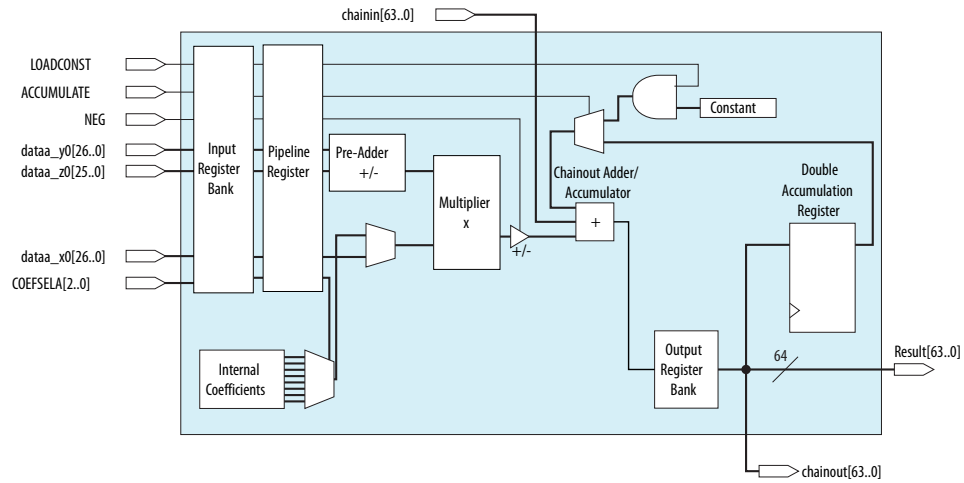 chainin[63..0]
LOADCONST
ACCUMULATE
NEG
dataa_y0[26..0]
dataa_z0[25..0]
dataa_x0[26..0]
COEFSELA[2..0]
Input
Register
Bank
Pipeline
Register
Pre-Adder
+/-
Multiplier
x
+/-
Internal
Coefficients
Constant
Chainout Adder/
Accumulator
+
Double
Accumulation
Register
Output
Register
Bank
64
Result[63..0]
chainout[63..0]